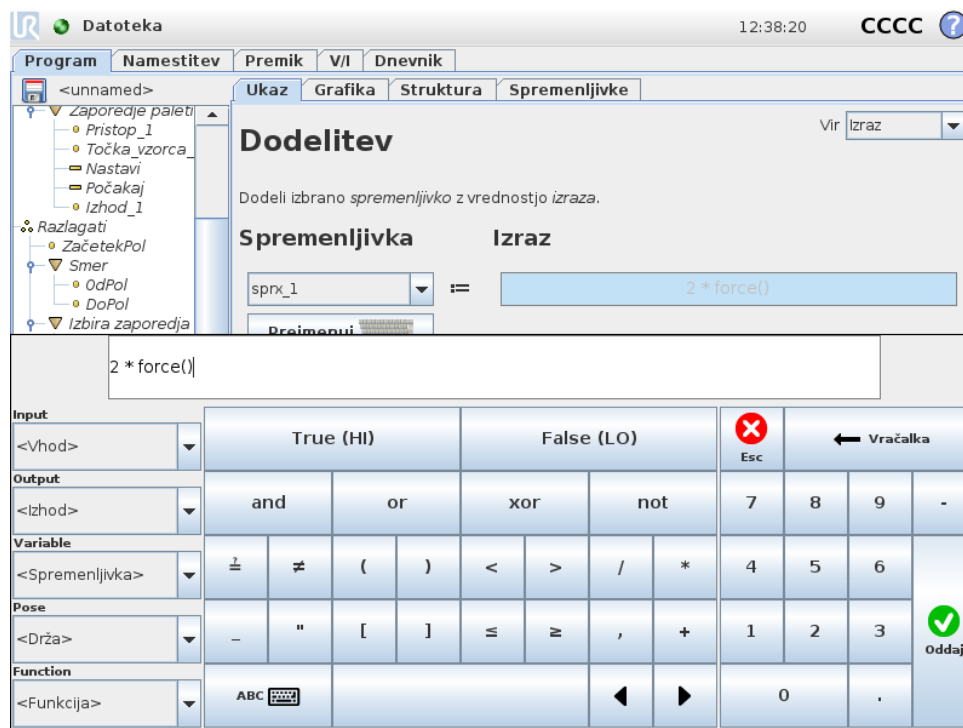 UR Datoteka 12:38:20 CCCC ?
Program Namestitev Premik V/I Dnevnik
<unnamed>
Ukaz Grafika Struktura Spremenljivke
Zaporedje paleti
Pristop_1
Točka_vzorca_
Nastavi
Počakaj
Izhod_1
Razlagati
ZačetekPol
Smer
OdPol
DoPol
Izbira zaporedja
Dodelitev
Vir Izraz
Dodeli izbrano spremenljivko z vrednostjo izraza.
Spremenljivka Izraz
sprx_1 := 2 * force()
Preimenuj
2 * force()
Input
<Vhod>
Output
<Izhod>
Variable
<Spremenljivka>
Pose
<Drža>
Function
<Funkcija>
True (HI) False (LO) Esc Vračalka
and or xor not 7 8 9 -
≟ ≠ ( ) < > / * 4 5 6
_ " [ ] ≤ ≥ , + 1 2 3 Oddaj
ABC 0 .